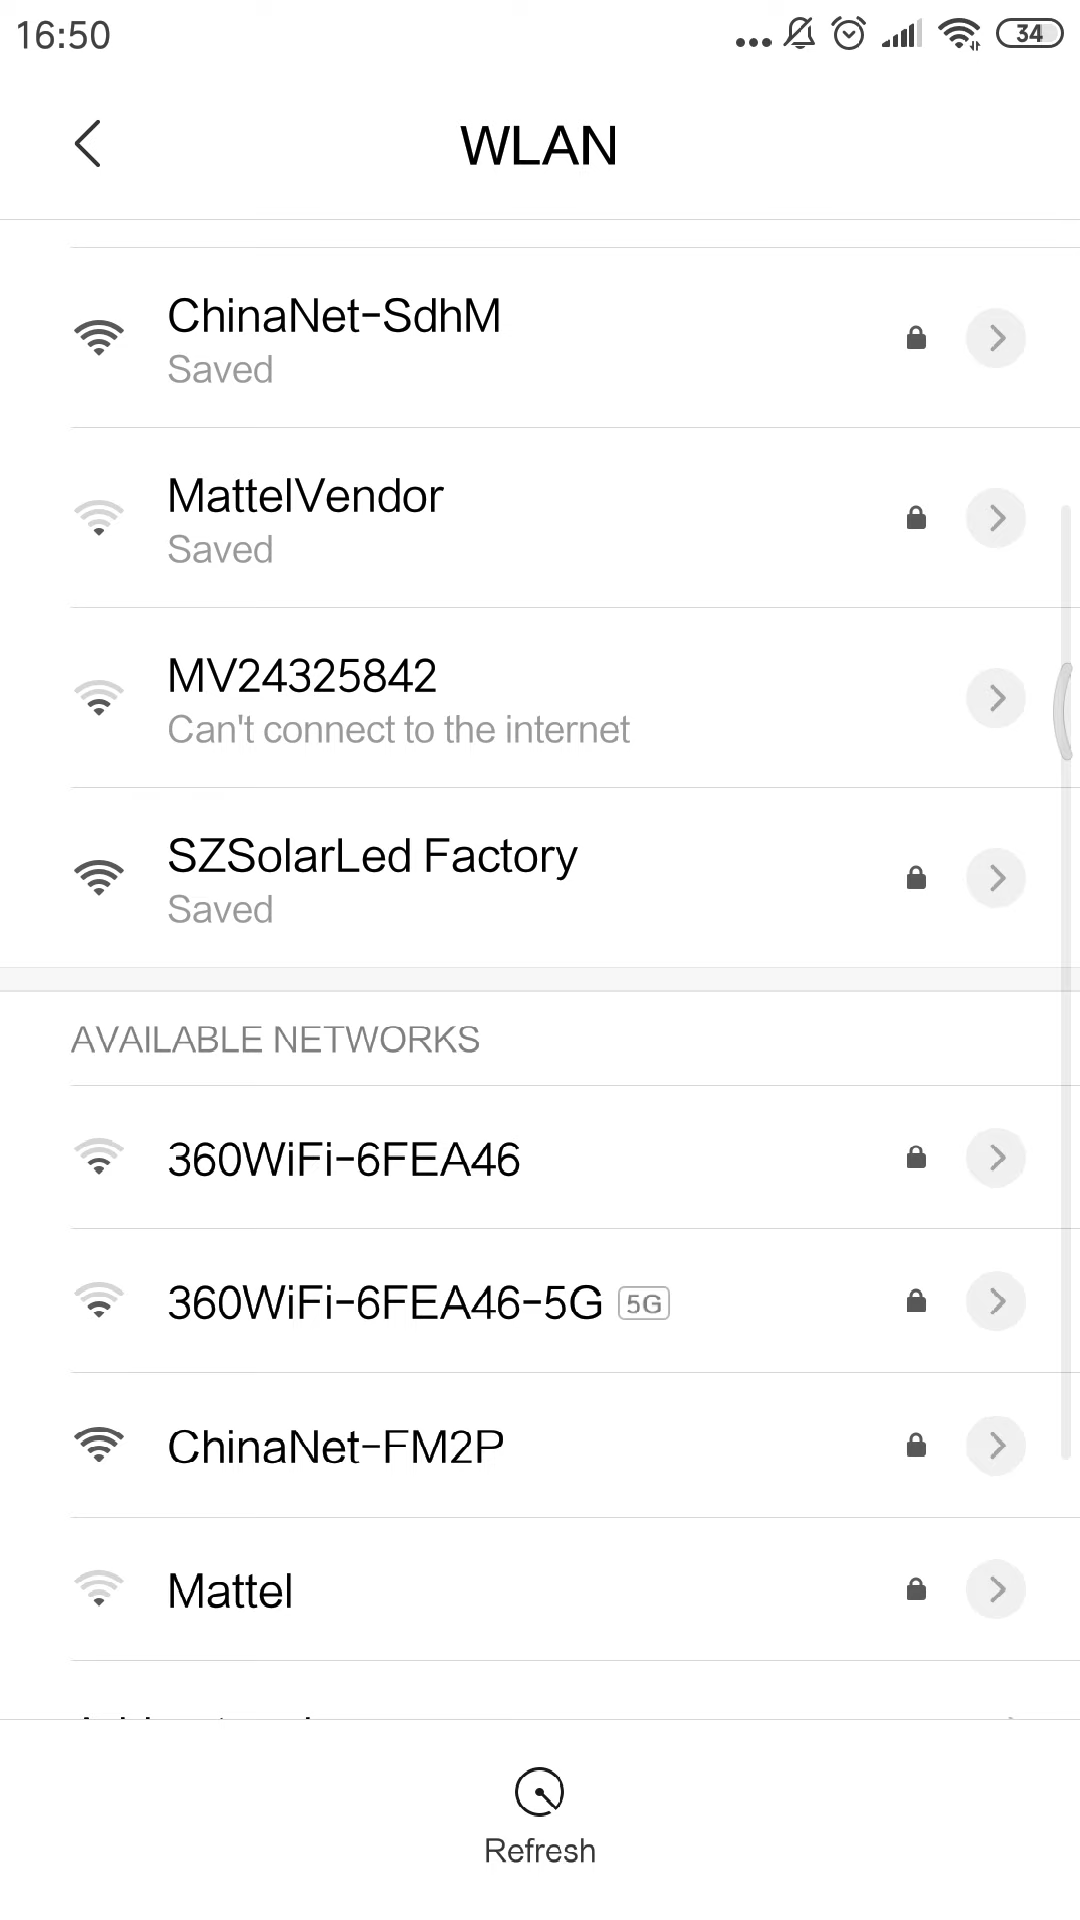 16:50
34
WLAN
ChinaNet-SdhM
Saved
MattelVendor
Saved
MV24325842
Can't connect to the internet
SZSolarLed Factory
Saved
AVAILABLE NETWORKS
360WiFi-6FEA46
360WiFi-6FEA46-5G 5G
ChinaNet-FM2P
Mattel
Refresh